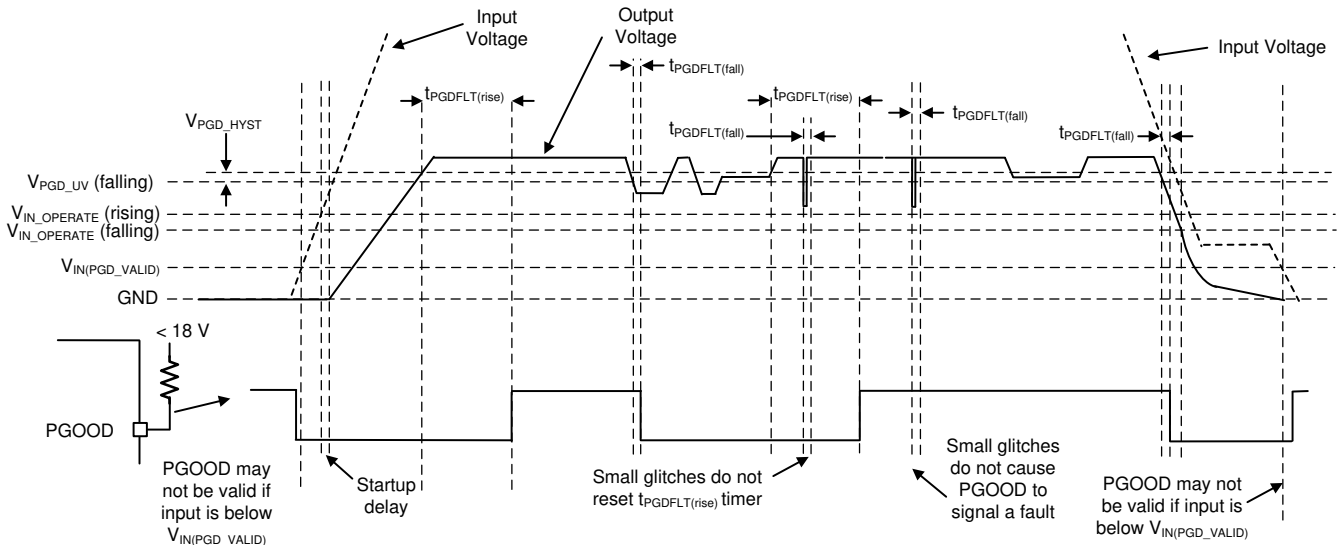 Input
Voltage
Output
Voltage
Input Voltage
tPGDFLT(fall)
tPGDFLT(rise)
tPGDFLT(rise)
tPGDFLT(fall)
tPGDFLT(fall)
tPGDFLT(fall)
VPGD_HYST
VPGD_UV (falling)
VIN_OPERATE (rising)
VIN_OPERATE (falling)
VIN(PGD_VALID)
GND
< 18 V
PGOOD
PGOOD may
not be valid if
input is below
VIN(PGD_VALID)
Startup
delay
Small glitches do not
reset tPGDFLT(rise) timer
Small glitches
do not cause
PGOOD to
signal a fault
PGOOD may not
be valid if input is
below VIN(PGD_VALID)